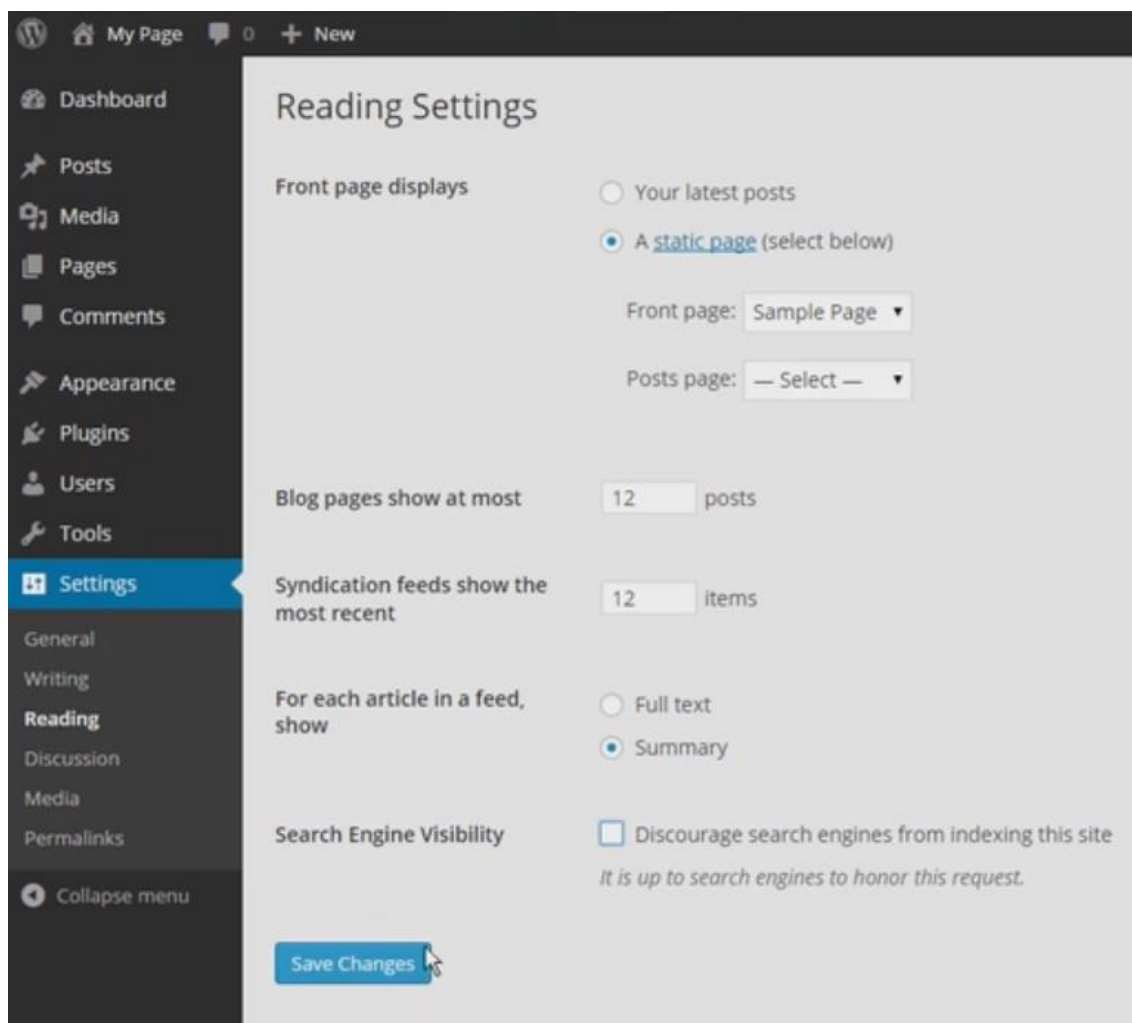 My Page 0 + New
Dashboard
Posts
Media
Pages
Comments
Appearance
Plugins
Users
Tools
Settings
General
Writing
Reading
Discussion
Media
Permalinks
Collapse menu
Reading Settings
Front page displays
Your latest posts
A static page (select below)
Front page: Sample Page
Posts page: — Select —
Blog pages show at most 12 posts
Syndication feeds show the
most recent
12 items
For each article in a feed,
show
Full text
Summary
Search Engine Visibility
Discourage search engines from indexing this site
It is up to search engines to honor this request.
Save Changes